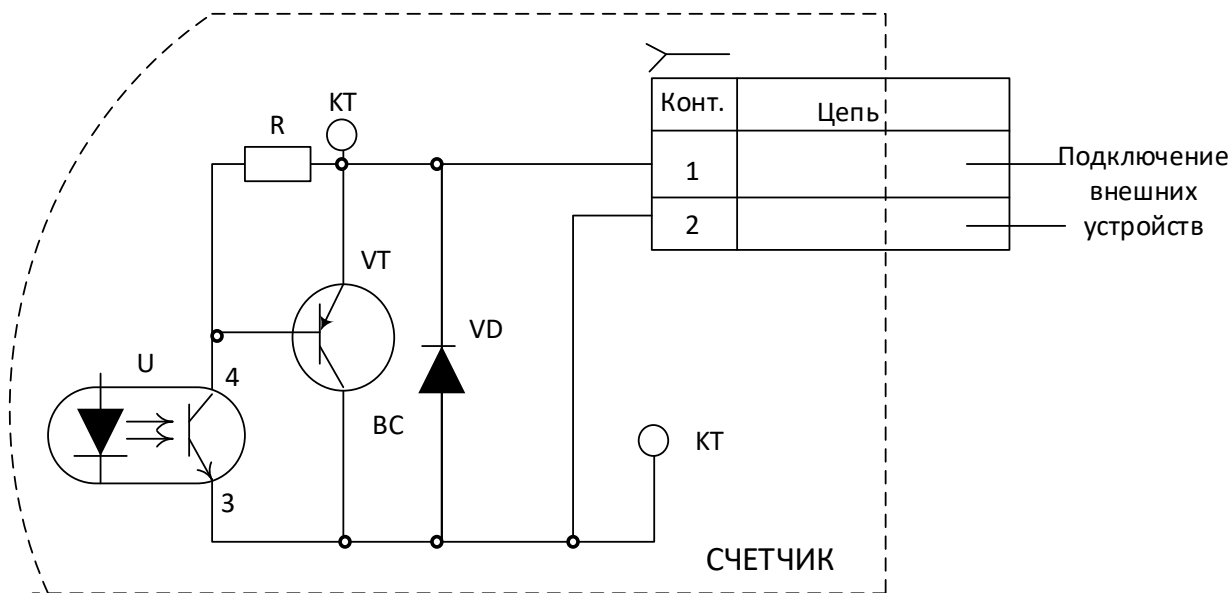 KT
R
Конт.
Цепь
1
2
Подключение
внешних
устройств
VT
VD
U
4
BC
KT
3
СЧЕТЧИК